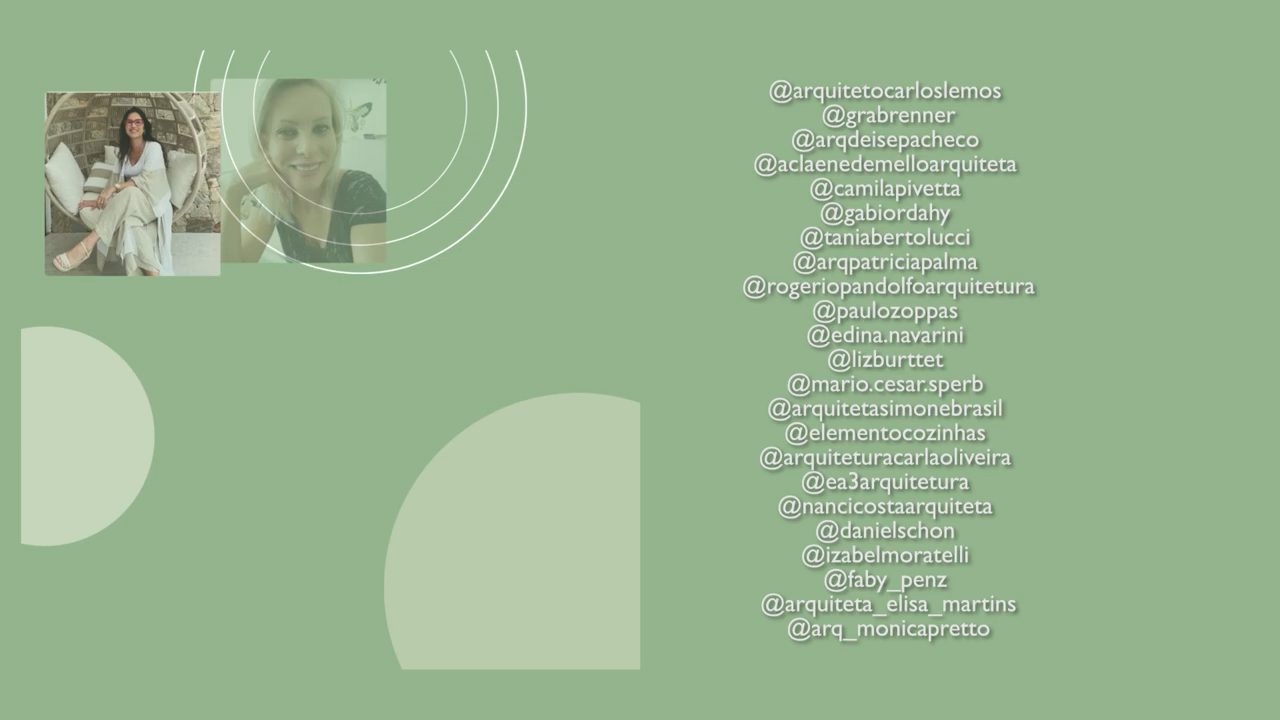 @arquitetocarloslemos
@grabrenner
@arqdeisepacheco
@aclaenedemelloarquiteta
@camilapivetta
@gabiordahy
@taniabertolucci
@arqpatriciapalma
@rogeriopandolfoarquitetura
@paulozoppas
@edina.navarini
@lizburttet
@mario.cesar.sperb
@arquitetasimonebrasil
@elementocozinhas
@arquiteturacarlaoliveira
@ea3arquitetura
@nancicostaarquiteta
@danielschon
@izabelmoratelli
@faby_penz
@arquiteta_elisa_martins
@arq_monicapretto